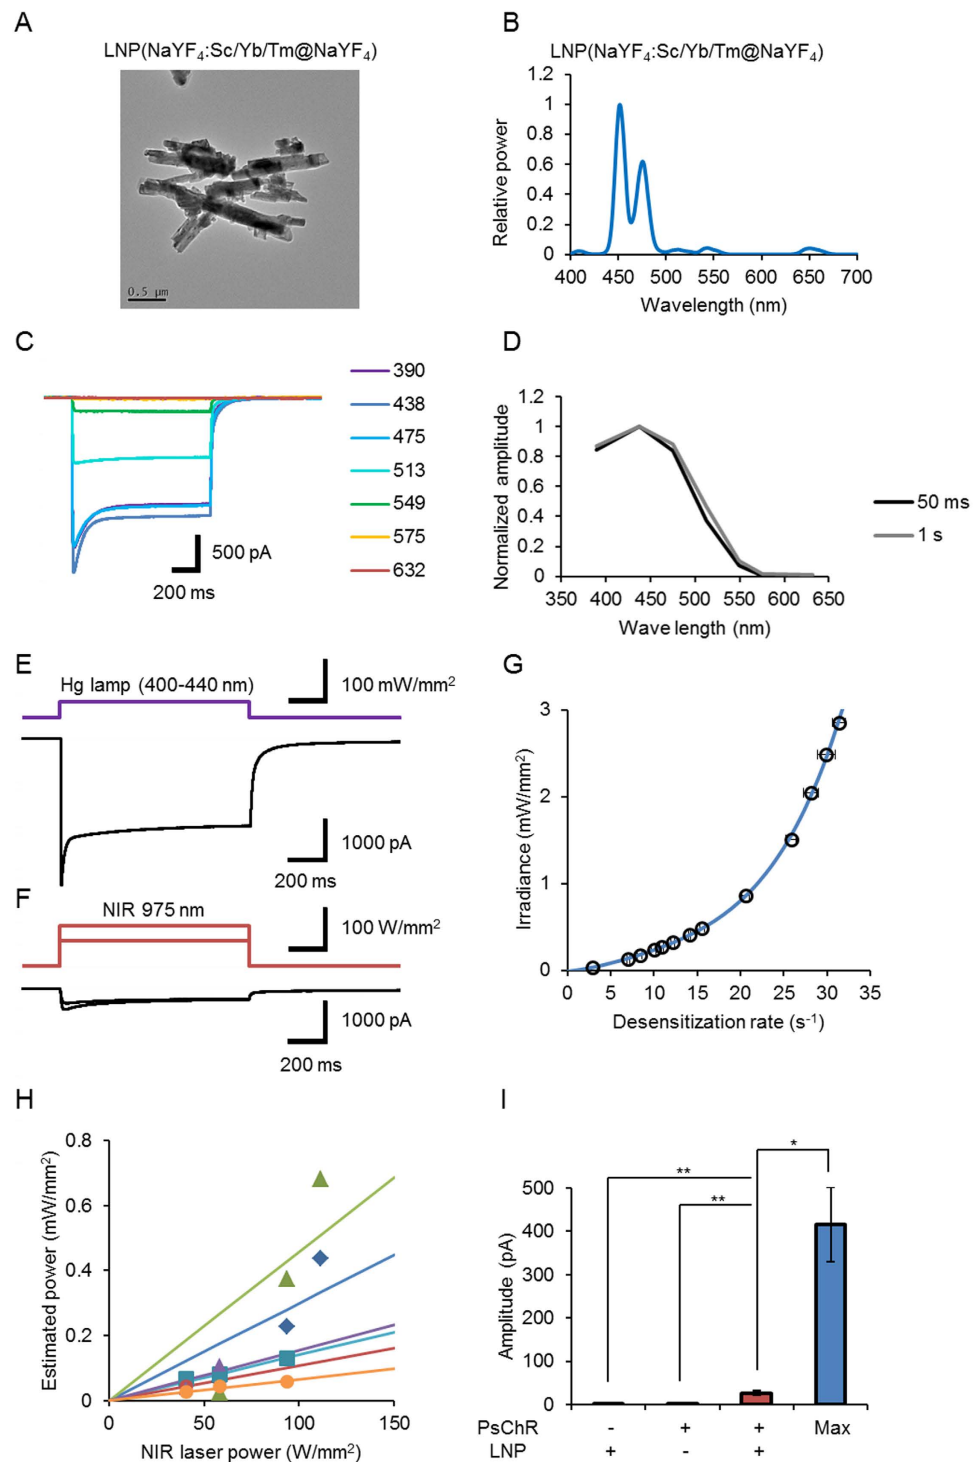 A
LNP(NaYF4:Sc/Yb/Tm@NaYF4)
0.5 µm
B
LNP(NaYF4:Sc/Yb/Tm@NaYF4)
Relative power
1.2
1
0.8
0.6
0.4
0.2
0
400 450 500 550 600 650 700
Wavelength (nm)
C
390
438
475
513
549
575
632
500 pA
200 ms
D
Normalized amplitude
1.2
1
0.8
0.6
0.4
0.2
0
350 400 450 500 550 600 650
Wave length (nm)
50 ms
1 s
E
Hg lamp (400-440 nm)
100 mW/mm2
1000 pA
200 ms
F
NIR 975 nm
100 W/mm2
1000 pA
200 ms
G
Irradiance (mW/mm2)
3
2
1
0
0 5 10 15 20 25 30 35
Desensitization rate (s-1)
H
Estimated power (mW/mm2)
0.8
0.6
0.4
0.2
0
0 50 100 150
NIR laser power (W/mm2)
I
Amplitude (pA)
500
400
300
200
100
0
*
**
**
PsChR - + + Max
LNP + - +